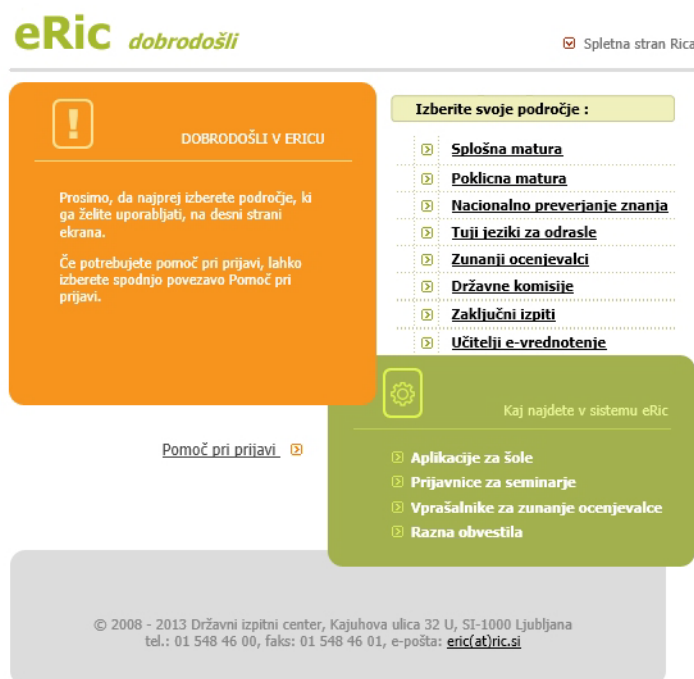 eRic dobrodošli
Spletna stran Rica
DOBRODOŠLI V ERICU
Prosimo, da najprej izberete področje, ki
ga želite uporabljati, na desni strani
ekrana.
Če potrebujete pomoč pri prijavi, lahko
izberete spodnjo povezavo Pomoč pri
prijavi.
Izberite svoje področje :
Splošna matura
Poklicna matura
Nacionalno preverjanje znanja
Tuji jeziki za odrasle
Zunanji ocenjevalci
Državne komisije
Zaključni izpiti
Učitelji e-vrednotenje
Pomoč pri prijavi
Kaj najdete v sistemu eRic
Aplikacije za šole
Prijavnice za seminarje
Vprašalnike za zunanje ocenjevalce
Razna obvestila
© 2008 - 2013 Državni izpitni center, Kajuhova ulica 32 U, SI-1000 Ljubljana
tel.: 01 548 46 00, faks: 01 548 46 01, e-pošta: eric(at)ric.si